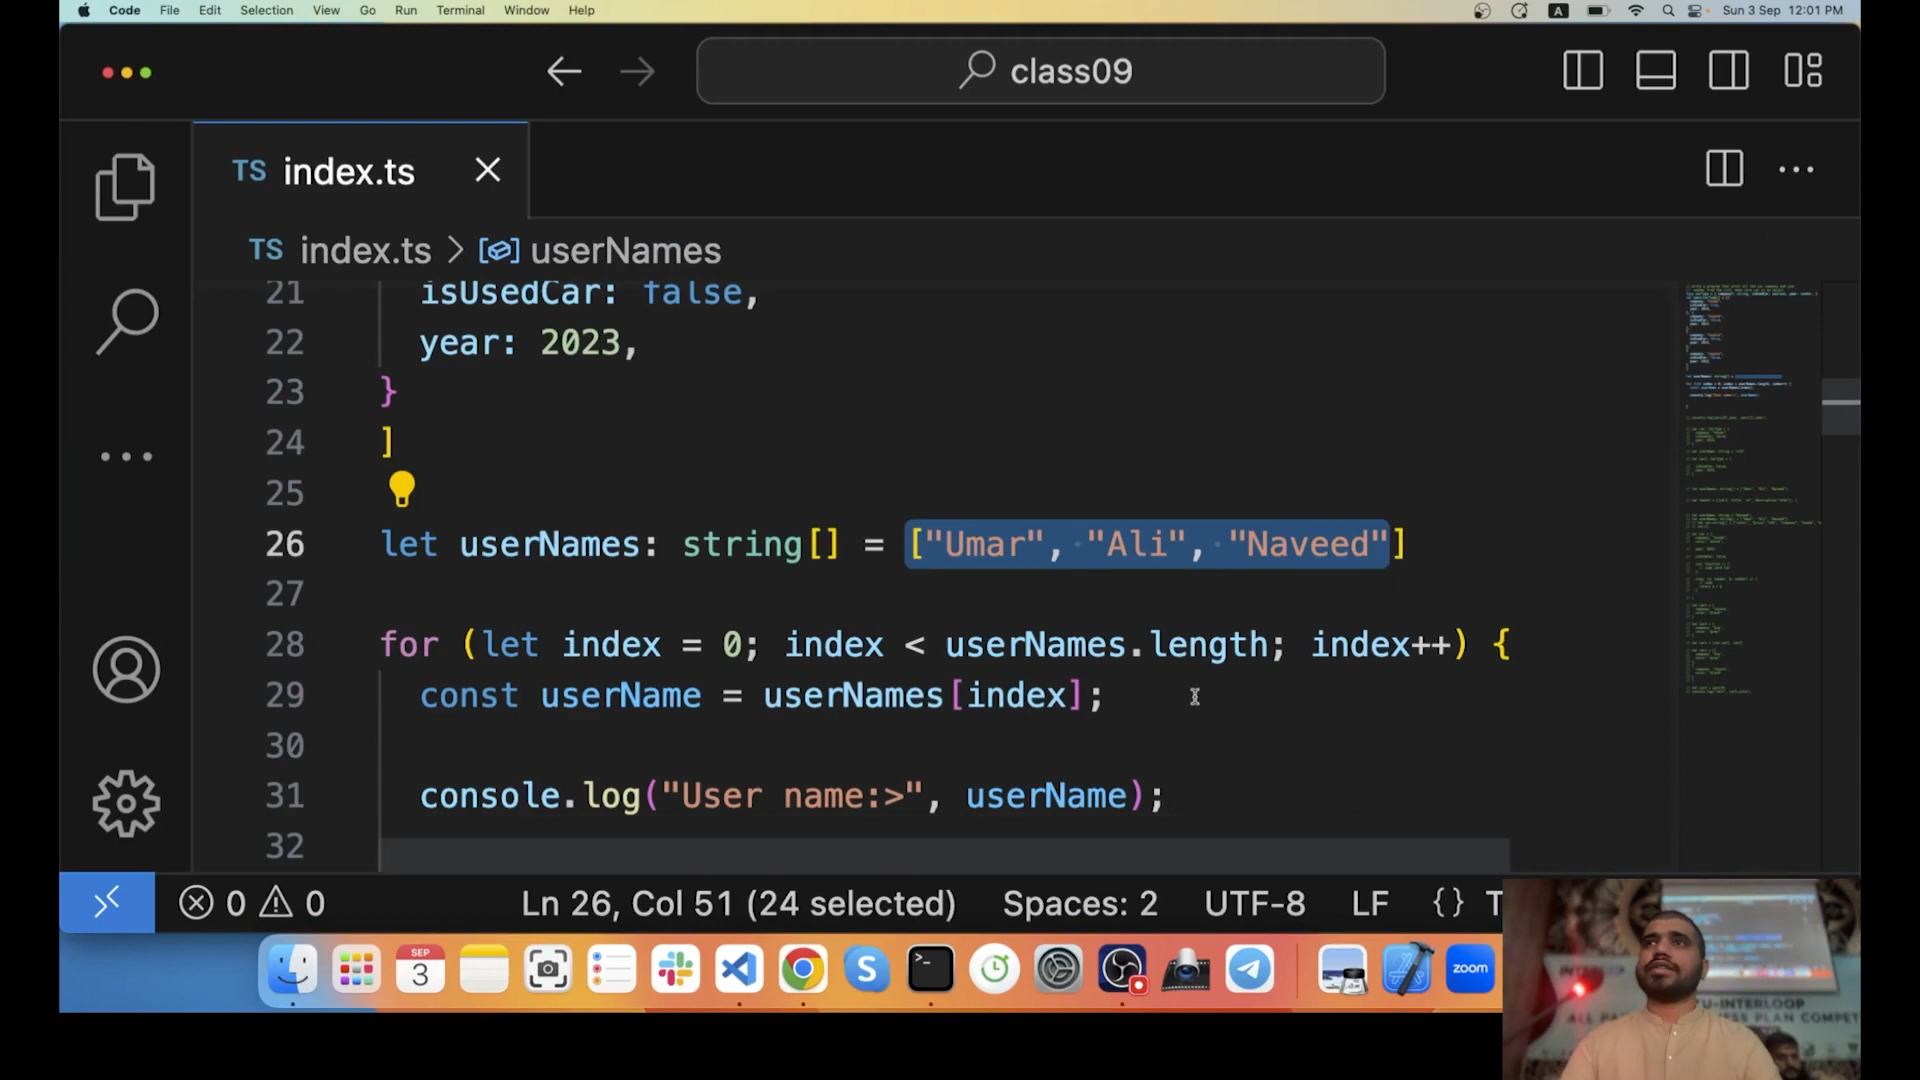 Code File Edit Selection View Go Run Terminal Window Help A Sun 3 Sep 12:01 PM
class09
TS index.ts
TS index.ts > userNames
21 isUsedCar: false,
22 year: 2023,
23 }
24 ]
25
26 let userNames: string[] = ["Umar", "Ali", "Naveed"]
27
28 for (let index = 0; index < userNames.length; index++) {
29 const userName = userNames[index];
30
31 console.log("User name:>", userName);
32
0 0 Ln 26, Col 51 (24 selected) Spaces: 2 UTF-8 LF {} T
SEP
3
S
zoom
U-INTERLOOP